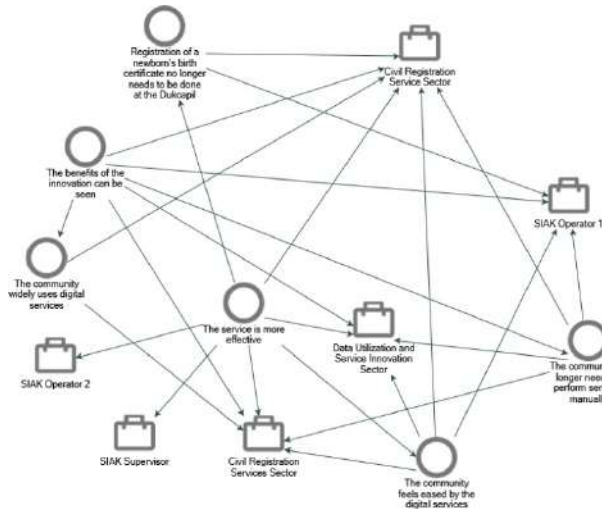 Registration of a
newborn's birth
certificate no longer
needs to be done
at the Dukcapil
Civil Registration
Service Sector
The benefits of the
innovation can be
seen
SIAK Operator 1
The community
widely uses digital
services
The service is more
effective
Data Utilization and
Service Innovation
Sector
SIAK Operator 2
The commun
longer need
perform serv
manuall
SIAK Supervisor
Civil Registration
Services Sector
The community
feels eased by the
digital services